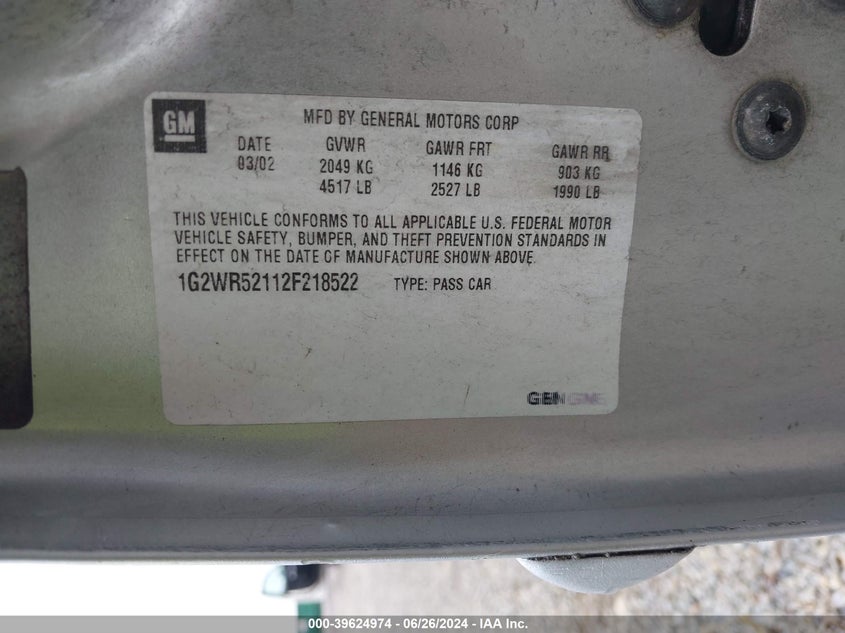 GM
MFD BY GENERAL MOTORS CORP
DATE GVWR GAWR FRT GAWR RR
03/02 2049 KG 1146 KG 903 KG
4517 LB 2527 LB 1990 LB
THIS VEHICLE CONFORMS TO ALL APPLICABLE U.S. FEDERAL MOTOR
VEHICLE SAFETY, BUMPER, AND THEFT PREVENTION STANDARDS IN
EFFECT ON THE DATE OF MANUFACTURE SHOWN ABOVE.
1G2WR52112F218522 TYPE: PASS CAR
000-39624974 / 06/26/2024 - IAA Inc.